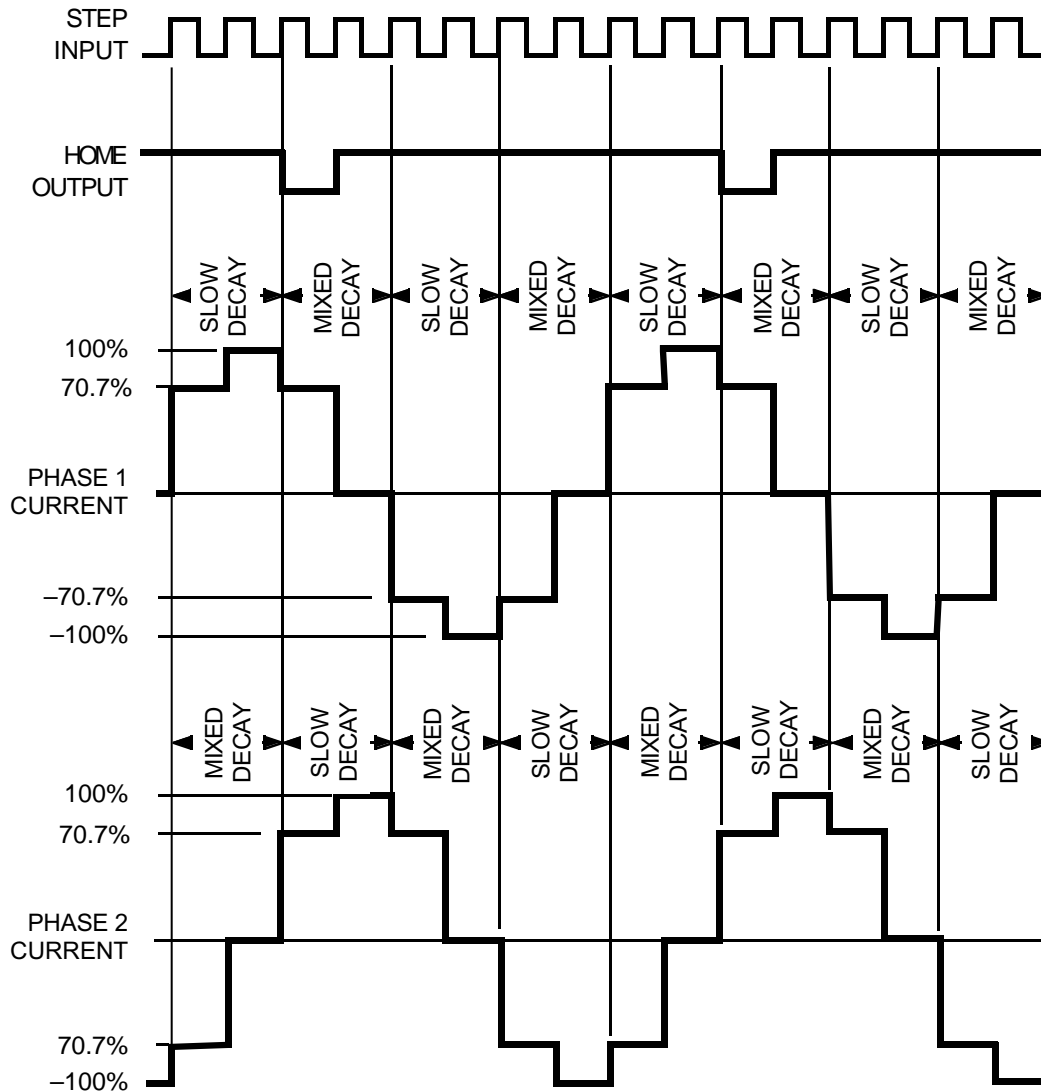 STEP
INPUT
HOME
OUTPUT
SLOW
DECAY
MIXED
DECAY
SLOW
DECAY
MIXED
DECAY
SLOW
DECAY
MIXED
DECAY
SLOW
DECAY
MIXED
DECAY
100%
70.7%
PHASE 1
CURRENT
–70.7%
–100%
MIXED
DECAY
SLOW
DECAY
MIXED
DECAY
SLOW
DECAY
MIXED
DECAY
SLOW
DECAY
MIXED
DECAY
SLOW
DECAY
100%
70.7%
PHASE 2
CURRENT
70.7%
–100%